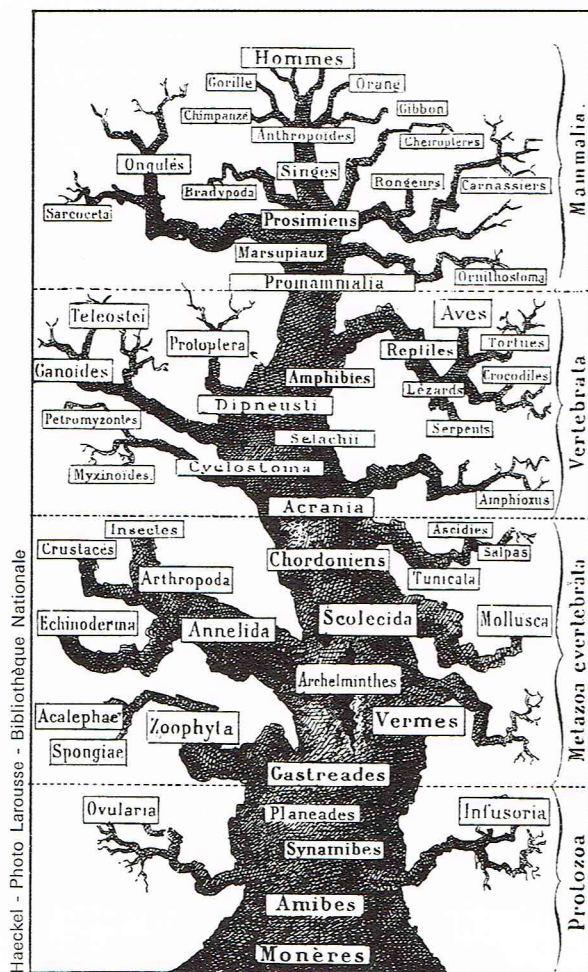 Hommes
Gorille
Orang
Chimpanzé
Gibbon
Anthropoïdes
Cheiroptères
Ongulés
Singes
Bradypoda
Rongeurs
Carnassiers
Sarcoceta
Prosimiens
Marsupiaux
Promammalia
Ornithostoma
Mammalia.
Teleostei
Aves
Protoptera
Reptiles
Tortues
Ganoides
Amphibies
Lézards
Crocodiles
Dipneusti
Petromyzontes
Serpents
Selachii
Myxinoides.
Cyclostoma
Amphioxus
Acrania
Vertebrata
Insectes
Ascidies
Crustacés
Chordoniens
Salpas
Arthropoda
Tunicata
Echinoderma
Annelida
Scolecida
Mollusca
Archelminthes
Acalephae
Zoophyta
Vermes
Spongiae
Gastreades
Metazoa evertebrata
Ovularia
Planeades
Infusoria
Synamibes
Amibes
Monères
Protozoa
Haeckel - Photo Larousse - Bibliothèque Nationale